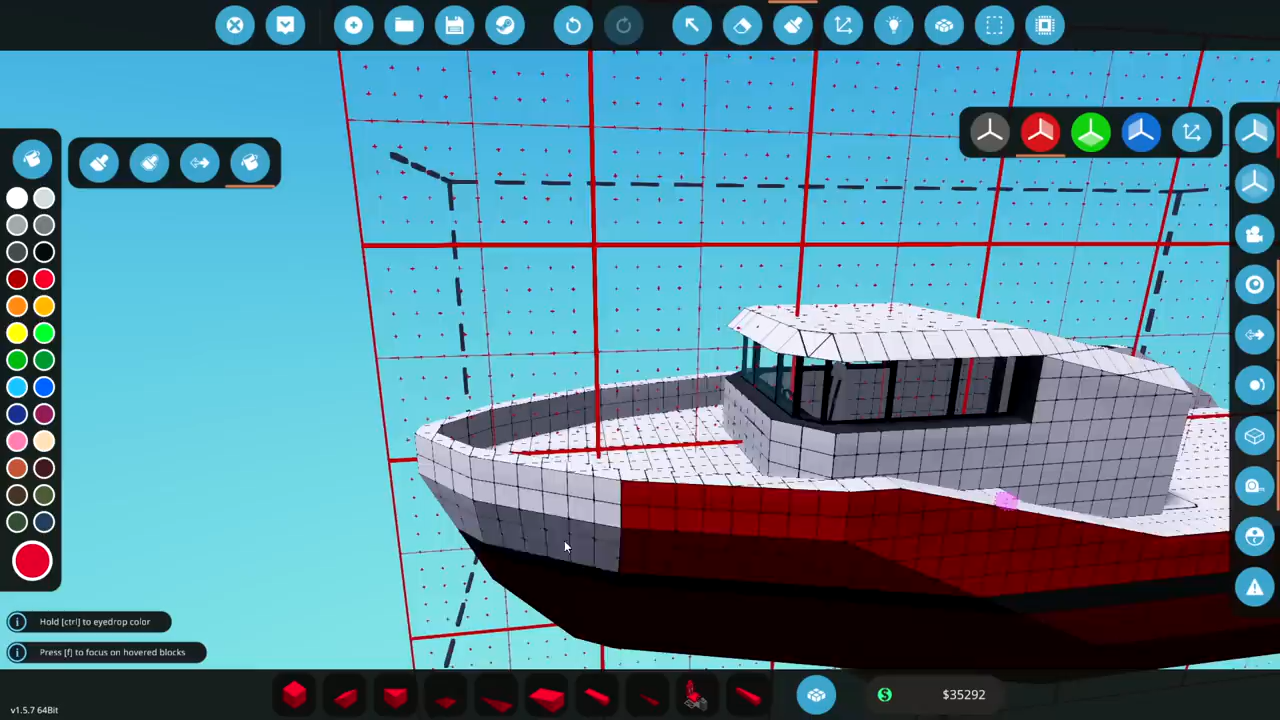 Hold [ctrl] to eyedrop color
Press [f] to focus on hovered blocks
$ $35292
v1.5.7 64Bit